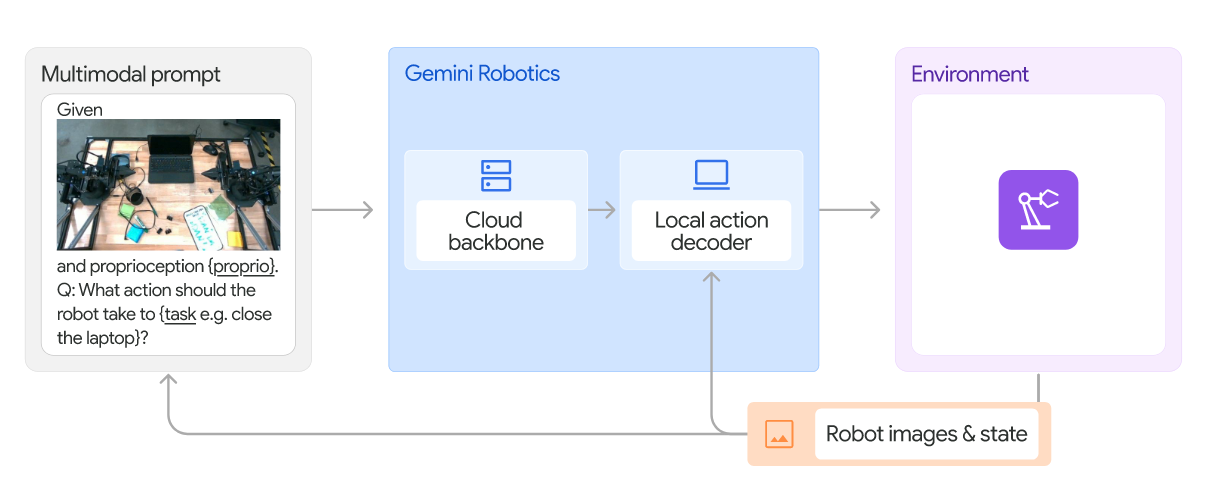 Multimodal prompt
Given
and proprioception {proprio}.
Q: What action should the
robot take to {task e.g. close
the laptop}?
Gemini Robotics
Cloud
backbone
Local action
decoder
Environment
Robot images & state